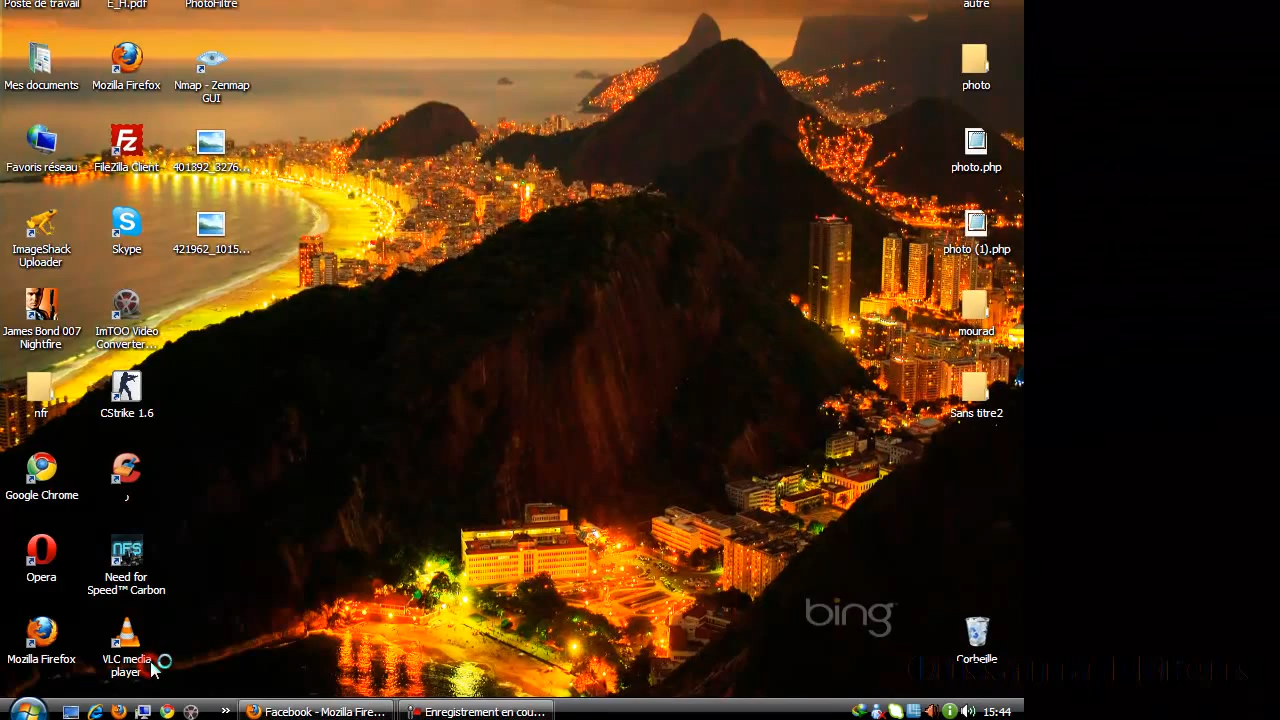 Poste de travail
E_H.pdf
PhotoFiltre
autre
Mes documents
Mozilla Firefox
Nmap - Zenmap
GUI
photo
Favoris réseau
FileZilla Client
401892_3276...
photo.php
ImageShack
Uploader
Skype
421962_1015...
photo (1).php
James Bond 007
Nightfire
ImTOO Video
Converter...
mourad
nfr
CStrike 1.6
Sans titre2
Google Chrome
♪
Opera
Need for
Speed™ Carbon
bing
Mozilla Firefox
VLC media
player
Corbeille
Facebook - Mozilla Fire...
Enregistrement en cou...
15:44